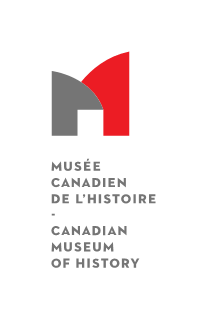 MUSÉE
CANADIEN
DE L'HISTOIRE
-
CANADIAN
MUSEUM
OF HISTORY